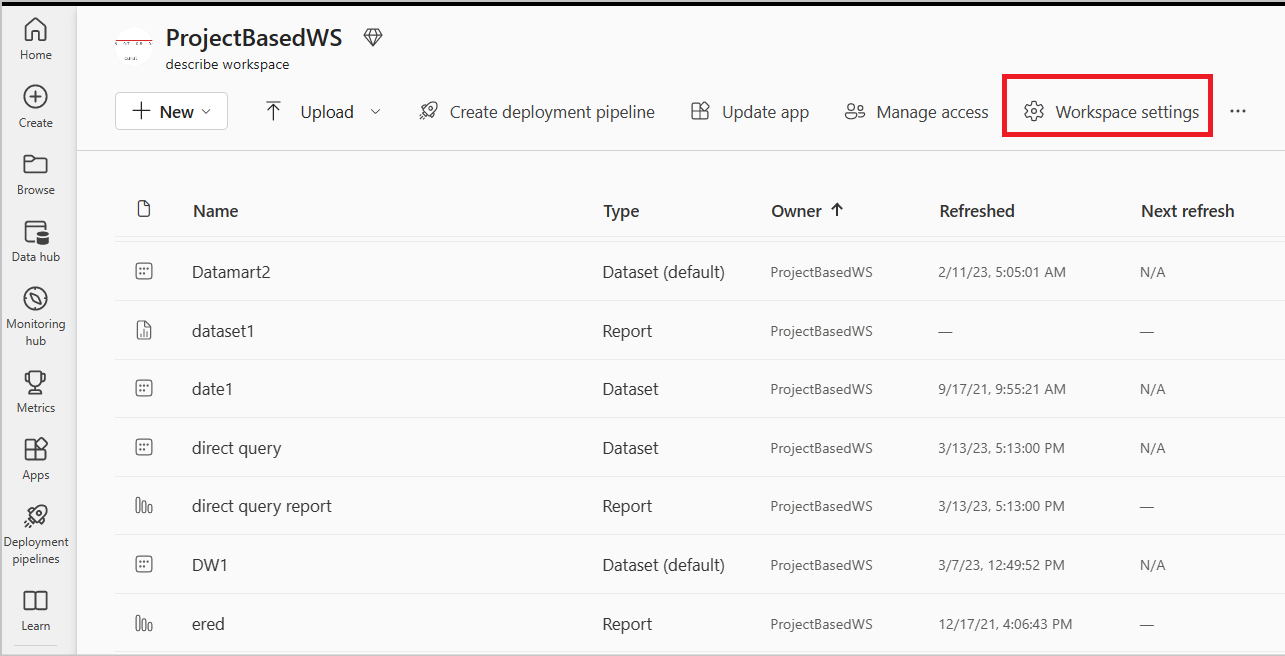 ProjectBasedWS
describe workspace
New
Upload
Create deployment pipeline
Update app
Manage access
Workspace settings
Home
Create
Browse
Data hub
Monitoring
hub
Metrics
Apps
Deployment
pipelines
Learn
Name Type Owner Refreshed Next refresh
Datamart2 Dataset (default) ProjectBasedWS 2/11/23, 5:05:01 AM N/A
dataset1 Report ProjectBasedWS — —
date1 Dataset ProjectBasedWS 9/17/21, 9:55:21 AM N/A
direct query Dataset ProjectBasedWS 3/13/23, 5:13:00 PM N/A
direct query report Report ProjectBasedWS 3/13/23, 5:13:00 PM —
DW1 Dataset (default) ProjectBasedWS 3/7/23, 12:49:52 PM N/A
ered Report ProjectBasedWS 12/17/21, 4:06:43 PM —